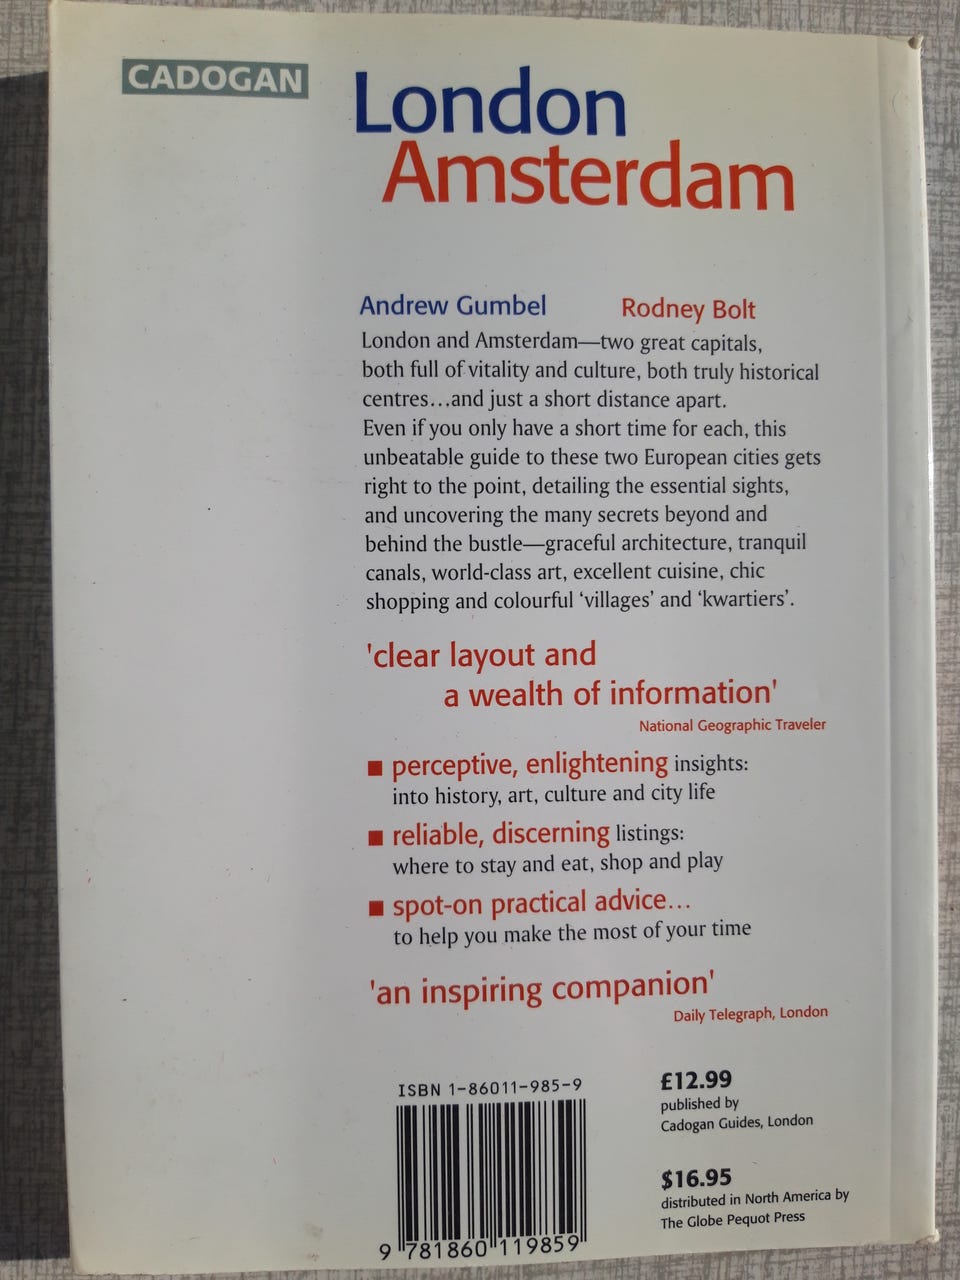 CADOGAN
London
Amsterdam
Andrew Gumbel Rodney Bolt
London and Amsterdam—two great capitals,
both full of vitality and culture, both truly historical
centres...and just a short distance apart.
Even if you only have a short time for each, this
unbeatable guide to these two European cities gets
right to the point, detailing the essential sights,
and uncovering the many secrets beyond and
behind the bustle—graceful architecture, tranquil
canals, world-class art, excellent cuisine, chic
shopping and colourful ‘villages’ and ‘kwartiers’.
'clear layout and
a wealth of information'
National Geographic Traveler
■ perceptive, enlightening insights:
into history, art, culture and city life
■ reliable, discerning listings:
where to stay and eat, shop and play
■ spot-on practical advice...
to help you make the most of your time
'an inspiring companion'
Daily Telegraph, London
ISBN 1-86011-985-9
9 781860 119859
£12.99
published by
Cadogan Guides, London
$16.95
distributed in North America by
The Globe Pequot Press